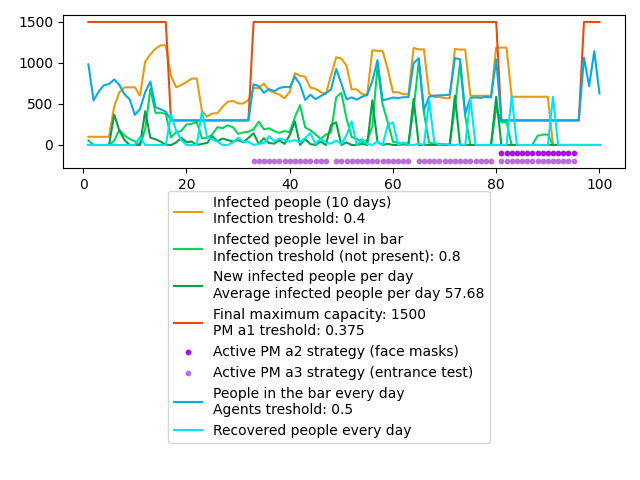 1500
1000
500
0
0 20 40 60 80 100
Infected people (10 days)
Infection treshold: 0.4
Infected people level in bar
Infection treshold (not present): 0.8
New infected people per day
Average infected people per day 57.68
Final maximum capacity: 1500
PM a1 treshold: 0.375
Active PM a2 strategy (face masks)
Active PM a3 strategy (entrance test)
People in the bar every day
Agents treshold: 0.5
Recovered people every day